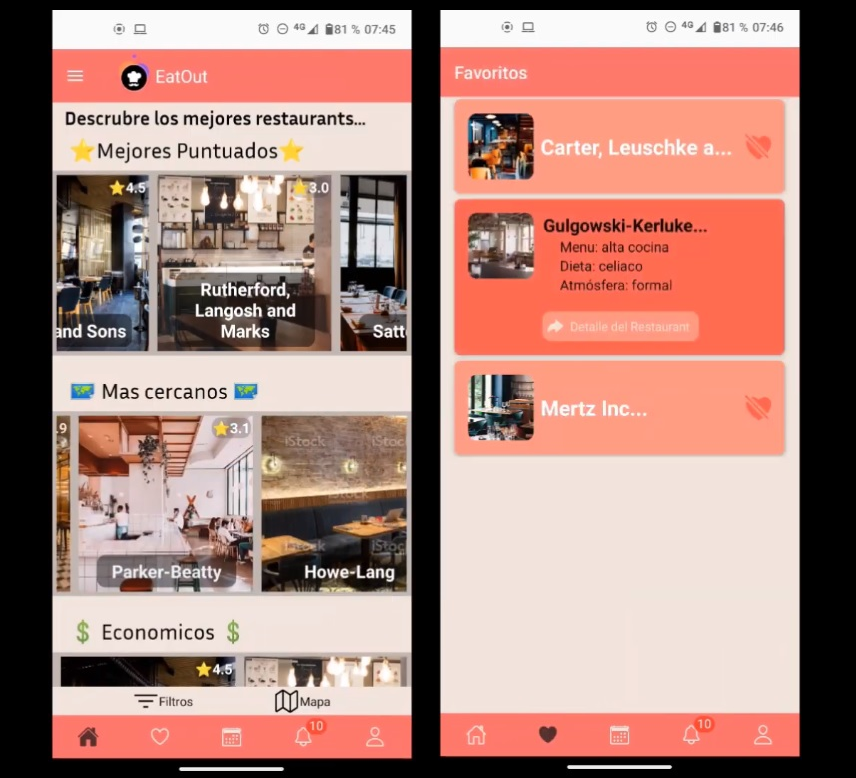 81 % 07:45
EatOut
Descrubre los mejores restaurants...
Mejores Puntuados
4.5
3.0
and Sons
Rutherford,
Langosh and
Marks
Satt
Mas cercanos
.9
3.1
iStock
iStock
iStock
iStock
Parker-Beatty
Howe-Lang
Economicos
4.5
Filtros
Mapa
10
4G 81 % 07:46
Favoritos
Carter, Leuschke a...
Gulgowski-Kerluke...
Menu: alta cocina
Dieta: celiaco
Atmósfera: formal
Detalle del Restaurant
Mertz Inc...
10